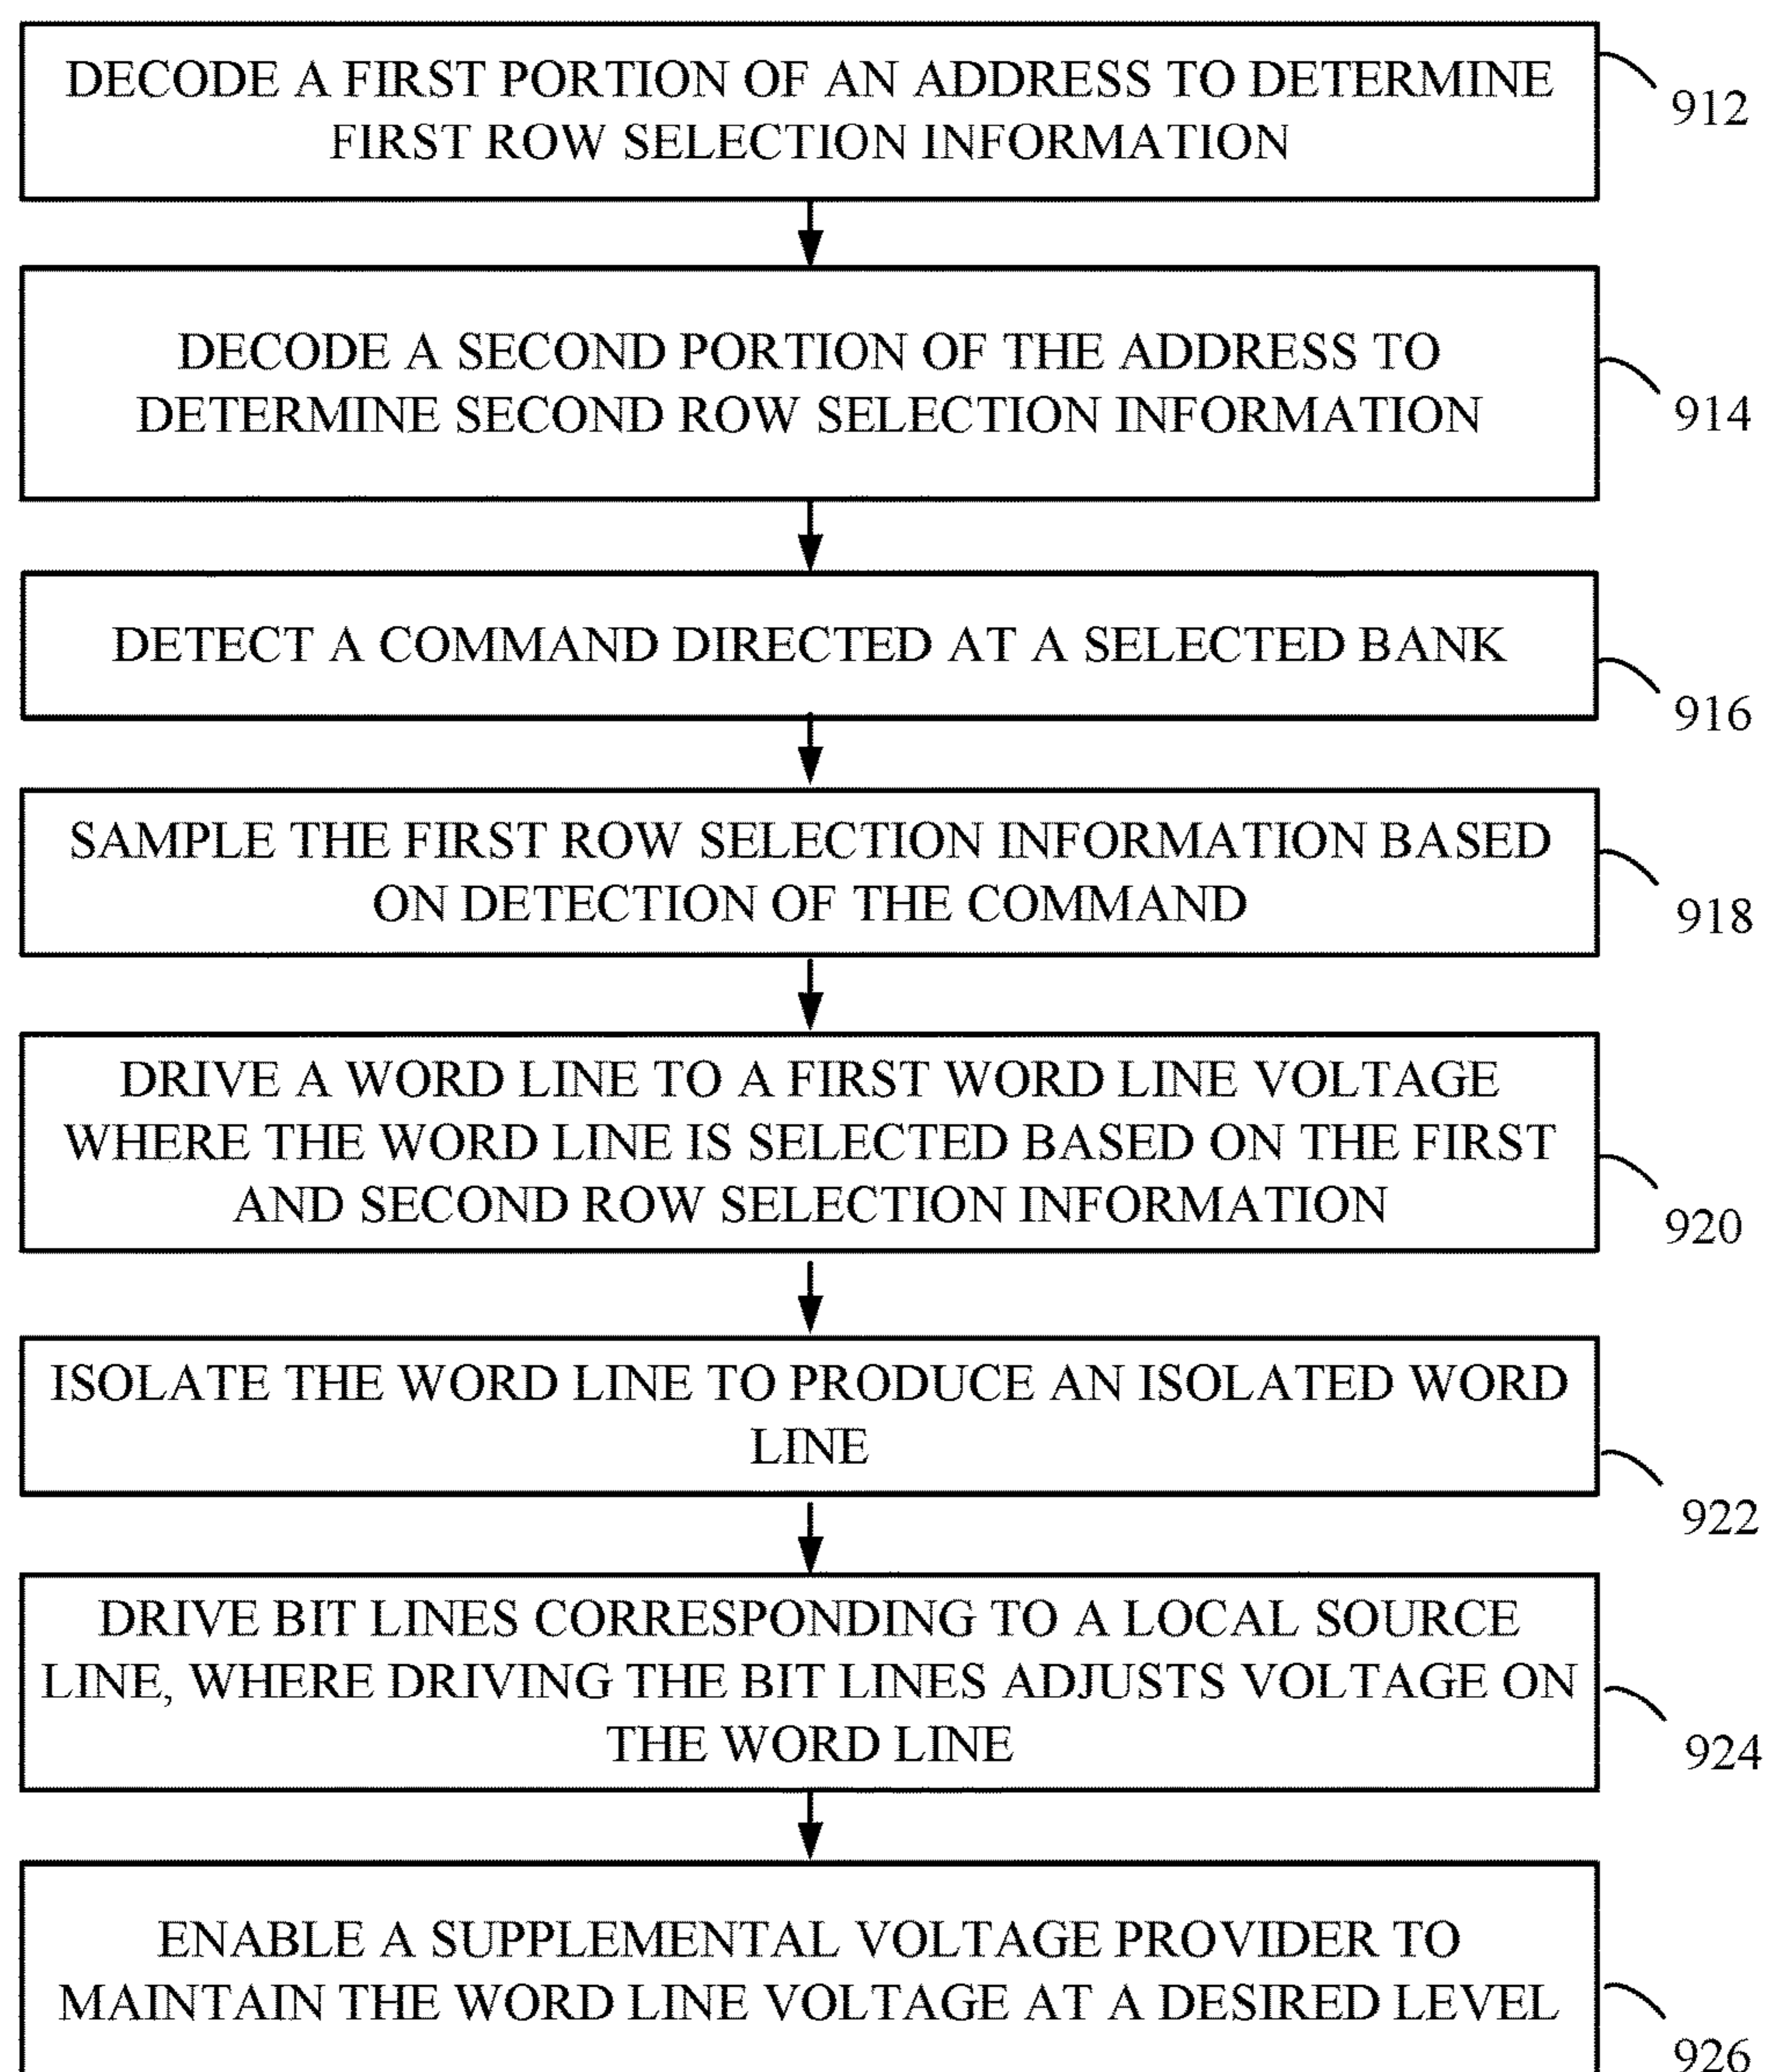 DECODE A FIRST PORTION OF AN ADDRESS TO DETERMINE
FIRST ROW SELECTION INFORMATION
912
DECODE A SECOND PORTION OF THE ADDRESS TO
DETERMINE SECOND ROW SELECTION INFORMATION
914
DETECT A COMMAND DIRECTED AT A SELECTED BANK
916
SAMPLE THE FIRST ROW SELECTION INFORMATION BASED
ON DETECTION OF THE COMMAND
918
DRIVE A WORD LINE TO A FIRST WORD LINE VOLTAGE
WHERE THE WORD LINE IS SELECTED BASED ON THE FIRST
AND SECOND ROW SELECTION INFORMATION
920
ISOLATE THE WORD LINE TO PRODUCE AN ISOLATED WORD
LINE
922
DRIVE BIT LINES CORRESPONDING TO A LOCAL SOURCE
LINE, WHERE DRIVING THE BIT LINES ADJUSTS VOLTAGE ON
THE WORD LINE
924
ENABLE A SUPPLEMENTAL VOLTAGE PROVIDER TO
MAINTAIN THE WORD LINE VOLTAGE AT A DESIRED LEVEL
926